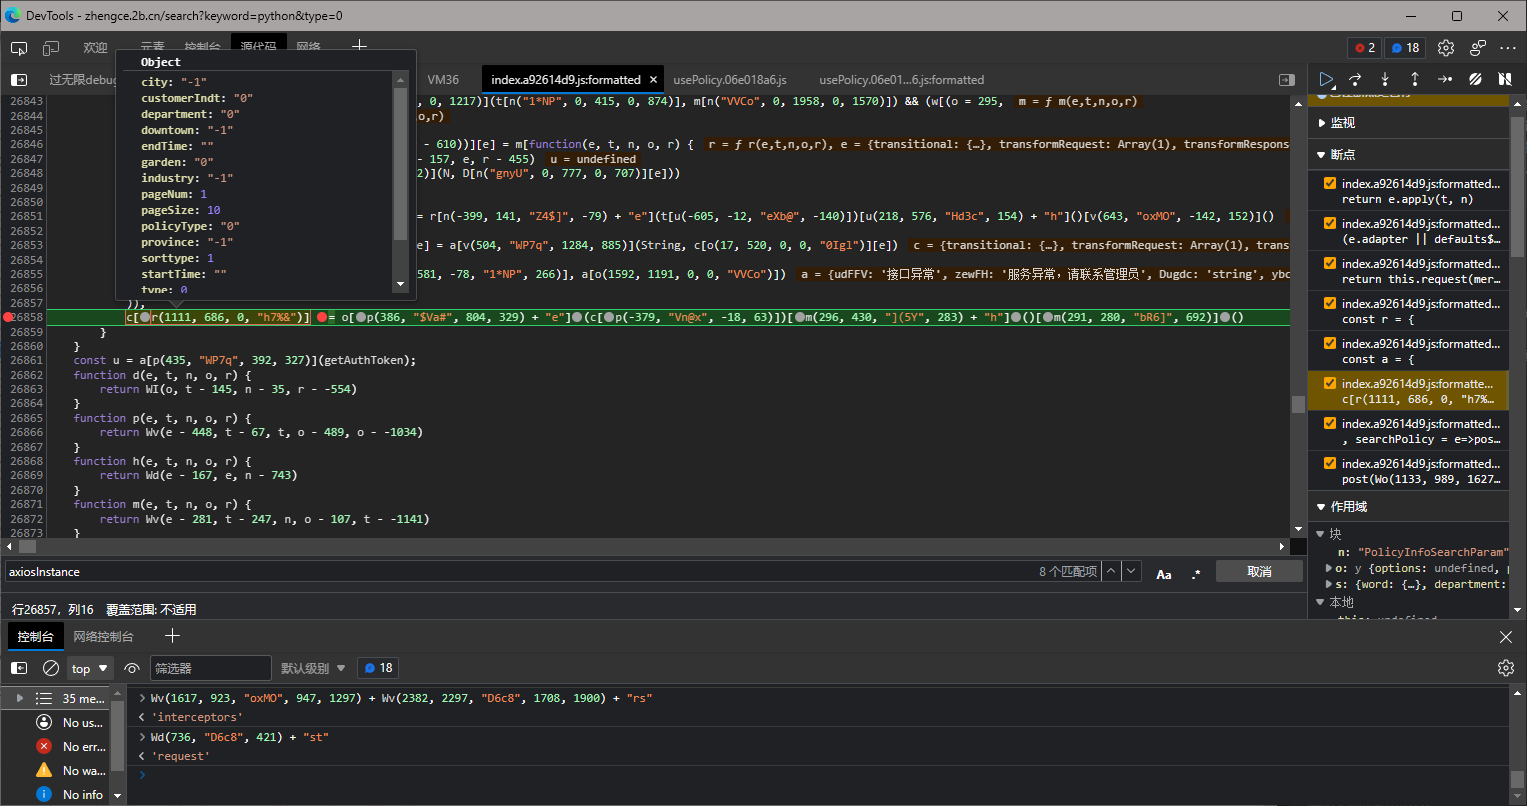 DevTools - zhengce.2b.cn/search?keyword=python&type=0
欢迎 元素 控制台 源代码 网络 2 18
过无限debu VM36 index.a92614d9.js:formatted × usePolicy.06e018a6.js usePolicy.06e01...6.js:formatted
Object
city: "-1"
customerIndt: "0"
department: "0"
downtown: "-1"
endTime: ""
garden: "0"
industry: "-1"
pageNum: 1
pageSize: 10
policyType: "0"
province: "-1"
sorttype: 1
startTime: ""
type: 0
26843 , 0, 1217)](t[n("1*NP", 0, 415, 0, 874)], m[n("VVCo", 0, 1958, 0, 1570)]) && (w[(o = 295, m = ƒ m(e,t,n,o,r)
26844 o,r)
26845
26846 - 610))][e] = m[function(e, t, n, o, r) { r = ƒ r(e,t,n,o,r), e = {transitional: {…}, transformRequest: Array(1), transformRespon
26847 - 157, e, r - 455) u = undefined
26848 2)](N, D[n("gnyU", 0, 777, 0, 707)][e]))
26849
26850
26851 = r[n(-399, 141, "Z4$]", -79) + "e"](t[u(-605, -12, "eXb@", -140)])[u(218, 576, "Hd3c", 154) + "h"]()[v(643, "oxMO", -142, 152)]()
26852
26853 e] = a[v(504, "WP7q", 1284, 885)](String, c[o(17, 520, 0, 0, "0Igl")][e]) c = {transitional: {…}, transformRequest: Array(1), trans
26854
26855 581, -78, "1*NP", 266)], a[o(1592, 1191, 0, 0, "VVCo")]) a = {udFFV: '接口异常', zewFH: '服务异常，请联系管理员', Dugdc: 'string', ybc
26856
26857 )),
26858 c[r(1111, 686, 0, "h7%&")] = o[p(386, "$Va#", 804, 329) + "e"](c[p(-379, "Vn@x", -18, 63)])[m(296, 430, "](5Y", 283) + "h"]()[m(291, 280, "bR6]", 692)]()
26859 }
26860 }
26861 const u = a[p(435, "WP7q", 392, 327)](getAuthToken);
26862 function d(e, t, n, o, r) {
26863 return WI(o, t - 145, n - 35, r - -554)
26864 }
26865 function p(e, t, n, o, r) {
26866 return Wv(e - 448, t - 67, t, o - 489, o - -1034)
26867 }
26868 function h(e, t, n, o, r) {
26869 return Wd(e - 167, e, n - 743)
26870 }
26871 function m(e, t, n, o, r) {
26872 return Wv(e - 281, t - 247, n, o - 107, t - -1141)
26873 }
监视
断点
index.a92614d9.js:formatted...
return e.apply(t, n)
index.a92614d9.js:formatted...
(e.adapter || defaults$…
index.a92614d9.js:formatted...
return this.request(mer…
index.a92614d9.js:formatted...
const r = {
index.a92614d9.js:formatted...
const a = {
index.a92614d9.js:formatte...
c[r(1111, 686, 0, "h7%…
index.a92614d9.js:formatted...
, searchPolicy = e=>pos…
index.a92614d9.js:formatted...
post(Wo(1133, 989, 1627…
作用域
块
n: "PolicyInfoSearchParam"
o: y {options: undefined,
s: {word: {…}, department:
本地
axiosInstance 8 个匹配项 Aa .* 取消
行26857，列16 覆盖范围: 不适用
控制台 网络控制台
top 筛选器 默认级别 18
35 me...
No us...
No err...
No wa...
No info
Wv(1617, 923, "oxMO", 947, 1297) + Wv(2382, 2297, "D6c8", 1708, 1900) + "rs"
'interceptors'
Wd(736, "D6c8", 421) + "st"
'request'